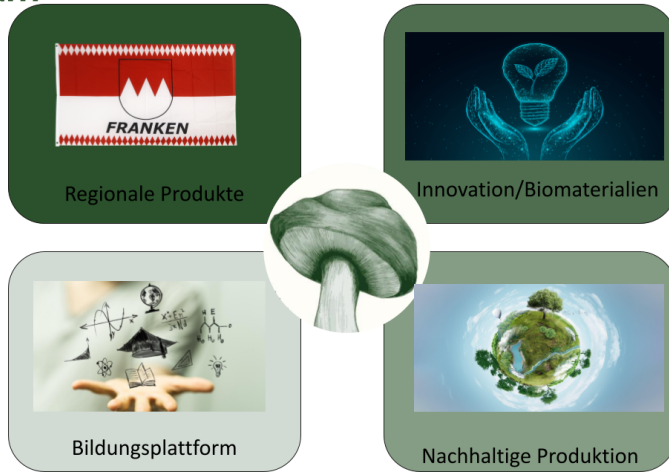 FRANKEN
Regionale Produkte
Innovation/Biomaterialien
Bildungsplattform
Nachhaltige Produktion